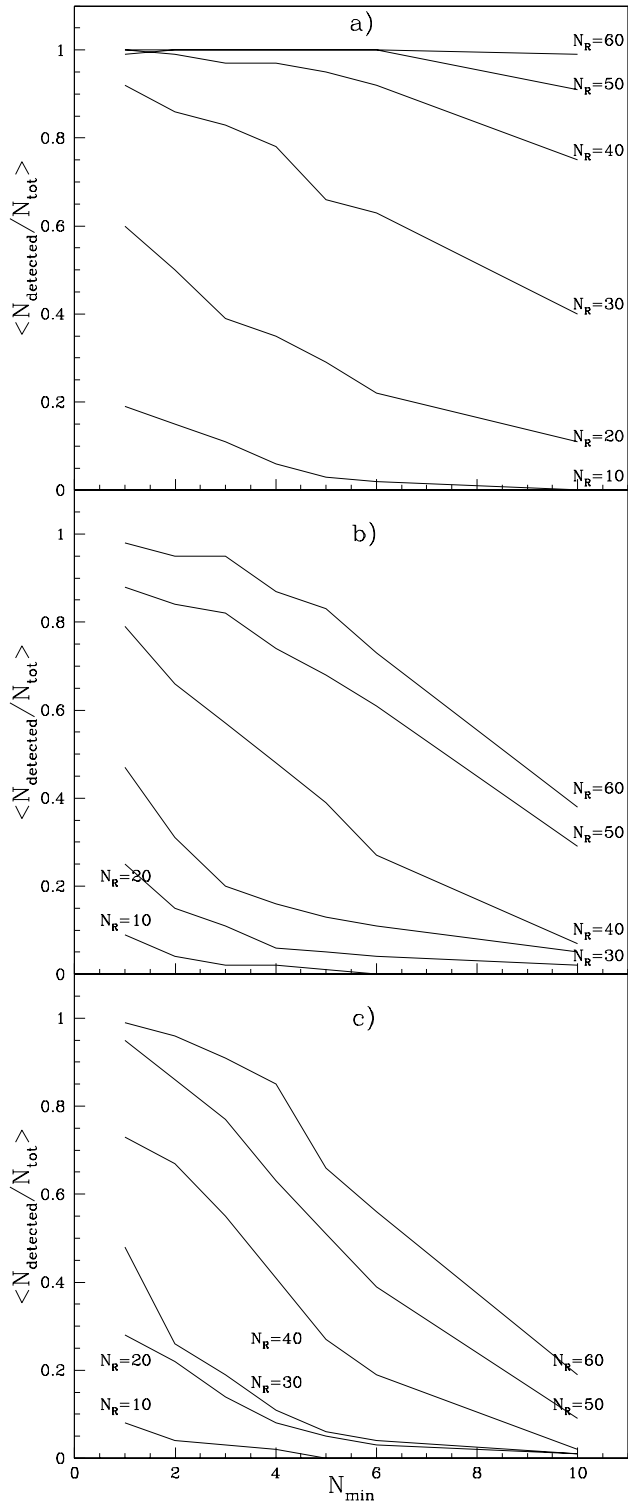 a)
1
0.8
0.6
0.4
0.2
0
<N_detected/N_tot>
N_R=60
N_R=50
N_R=40
N_R=30
N_R=20
N_R=10
b)
1
0.8
0.6
0.4
0.2
0
<N_detected/N_tot>
N_R=60
N_R=50
N_R=40
N_R=30
N_R=20
N_R=10
c)
1
0.8
0.6
0.4
0.2
0
<N_detected/N_tot>
N_R=40
N_R=30
N_R=20
N_R=10
N_R=60
N_R=50
0 2 4 6 8 10
N_min